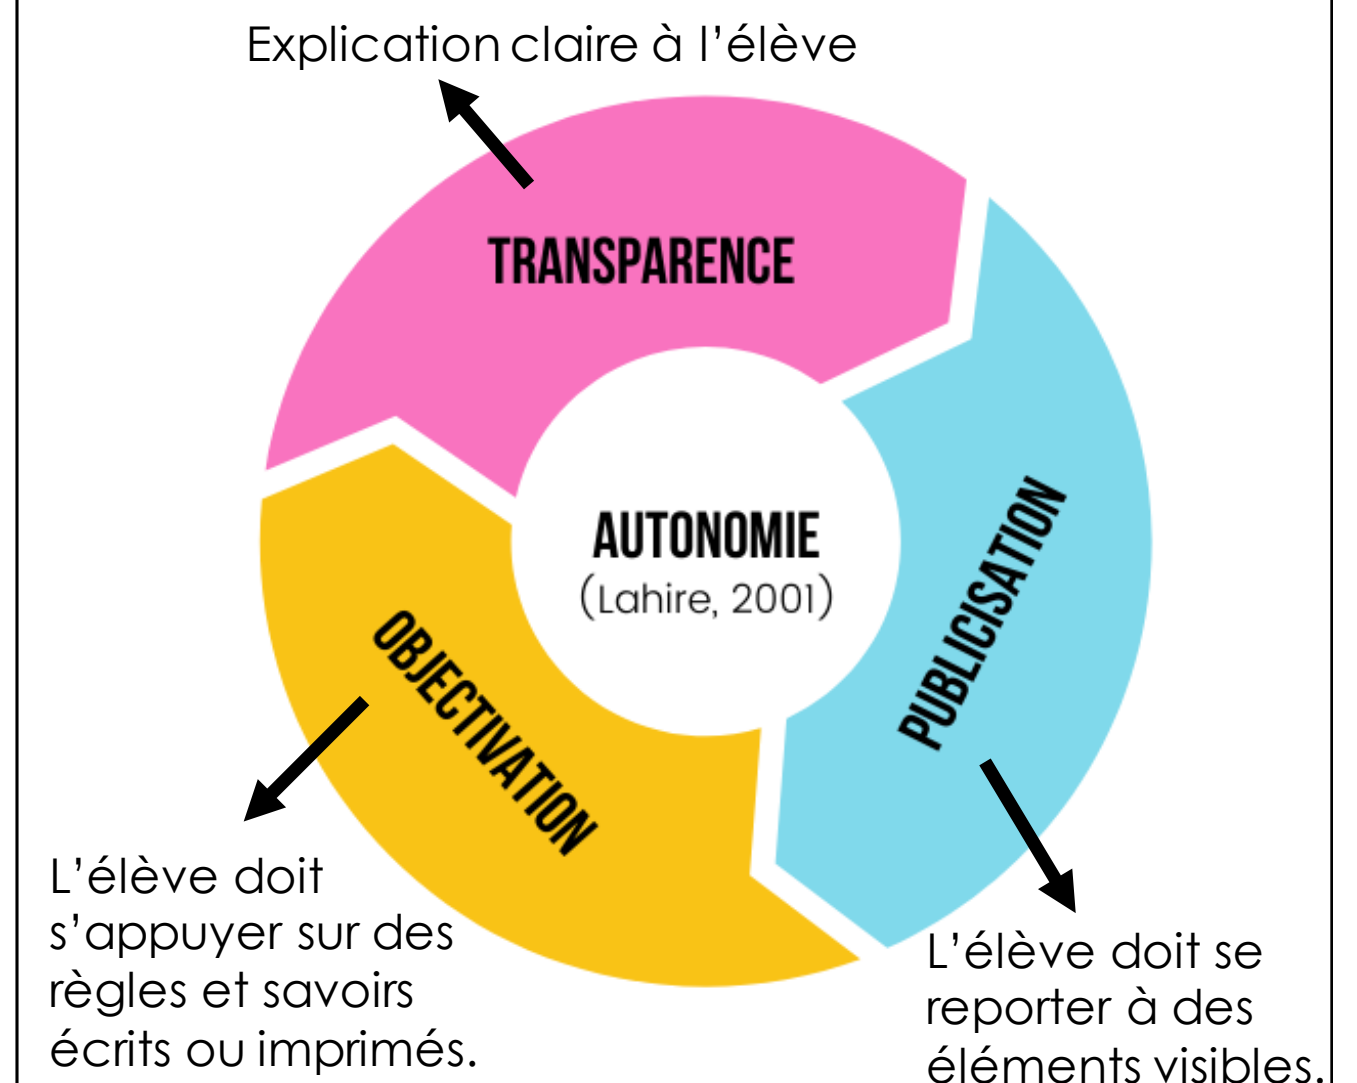 Explication claire à l’élève
TRANSPARENCE
AUTONOMIE
(Lahire, 2001)
PUBLICISATION
OBJECTIVATION
L’élève doit
s’appuyer sur des
règles et savoirs
écrits ou imprimés.
L’élève doit se
reporter à des
éléments visibles.